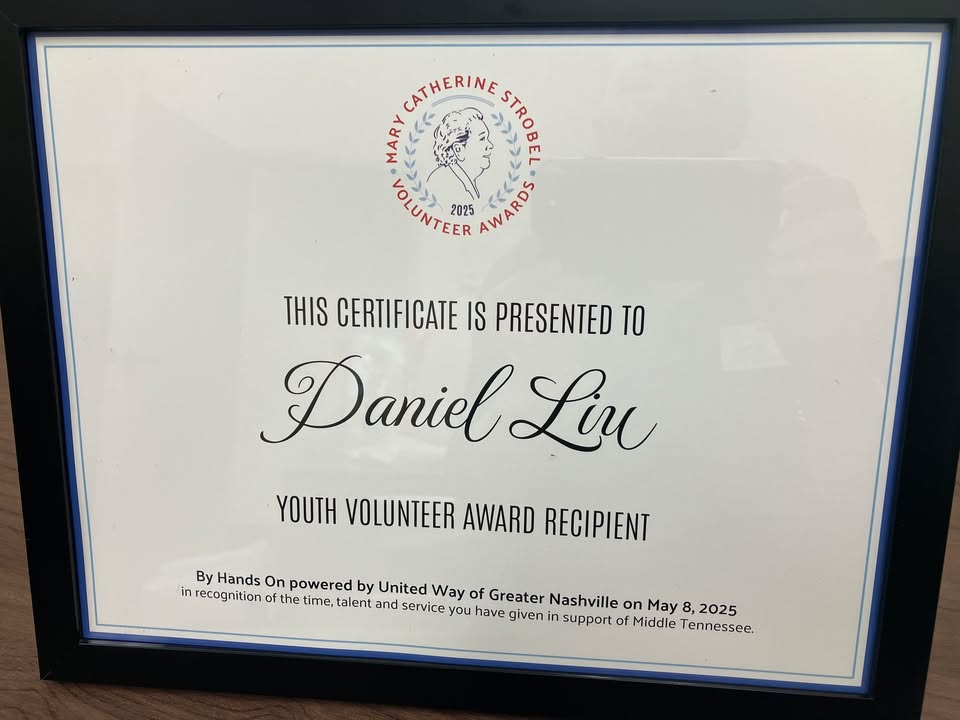 MARY CATHERINE STROBEL
2025
VOLUNTEER AWARDS
THIS CERTIFICATE IS PRESENTED TO
Daniel Liu
YOUTH VOLUNTEER AWARD RECIPIENT
By Hands On powered by United Way of Greater Nashville on May 8, 2025
in recognition of the time, talent and service you have given in support of Middle Tennessee.